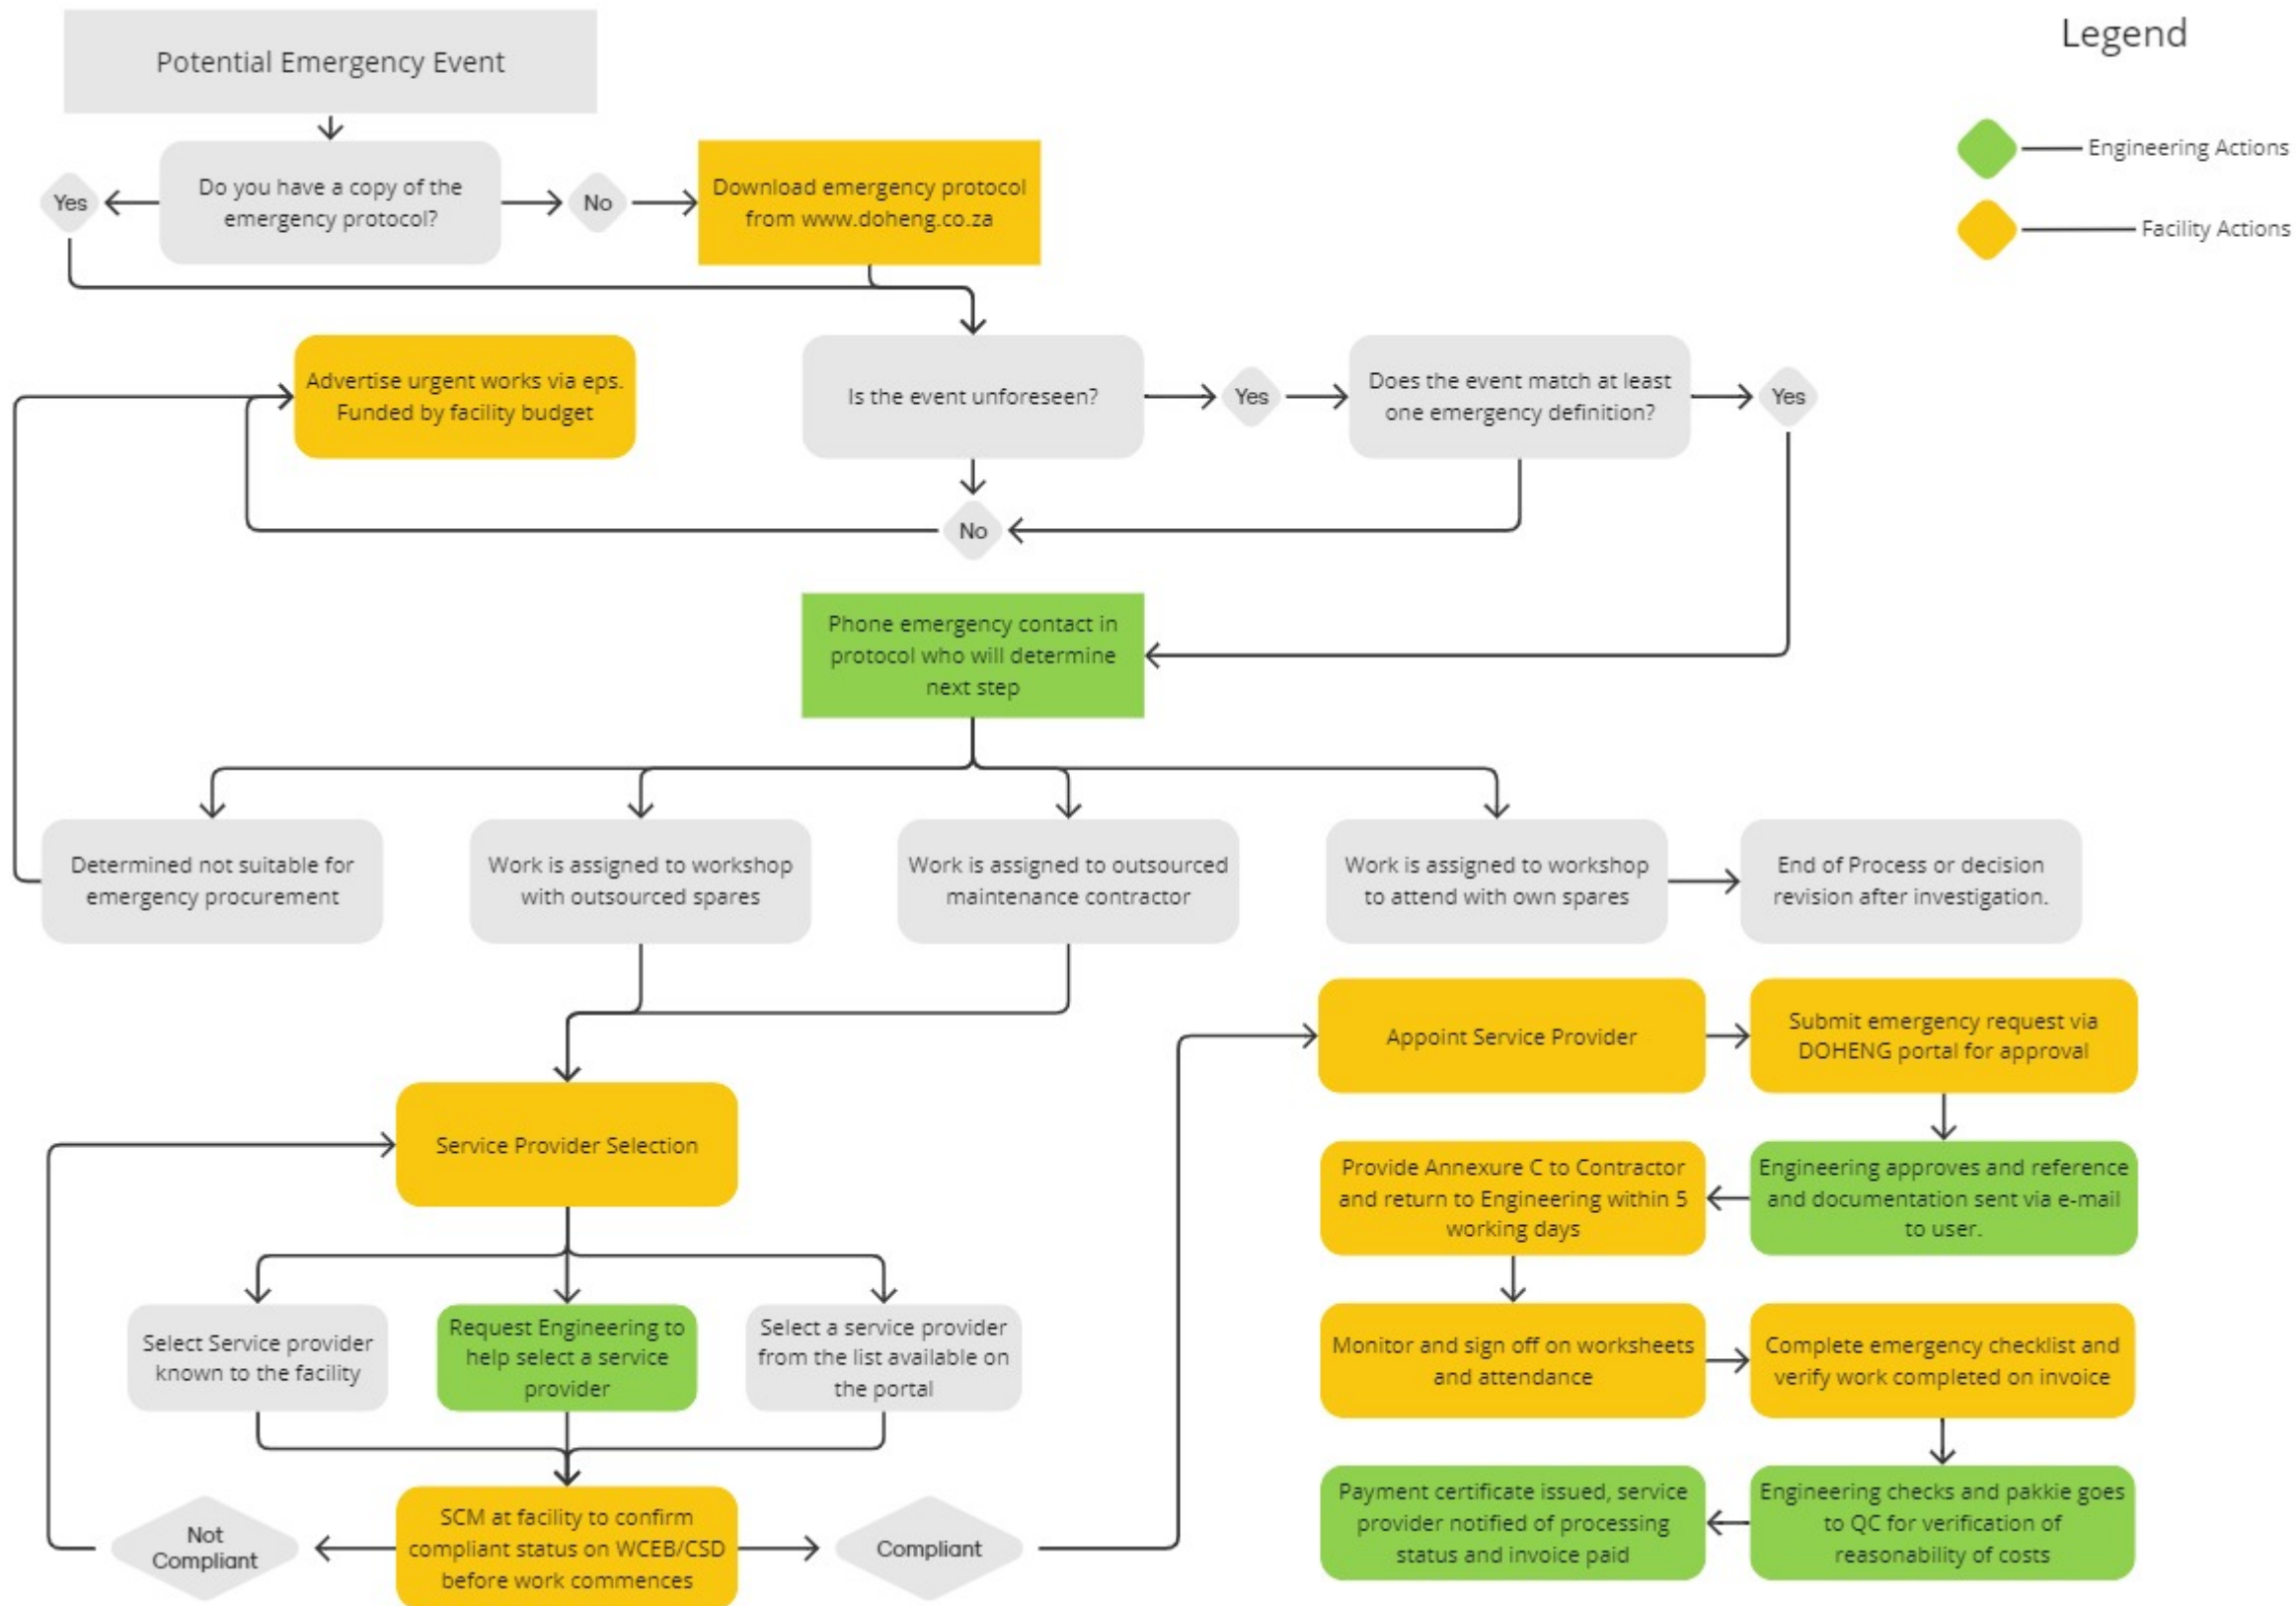 Potential Emergency Event
Legend
Engineering Actions
Facility Actions
Do you have a copy of the
emergency protocol?
Yes
No
Download emergency protocol
from www.doheng.co.za
Advertise urgent works via eps.
Funded by facility budget
Is the event unforeseen?
Yes
Does the event match at least
one emergency definition?
Yes
No
Phone emergency contact in
protocol who will determine
next step
Determined not suitable for
emergency procurement
Work is assigned to workshop
with outsourced spares
Work is assigned to outsourced
maintenance contractor
Work is assigned to workshop
to attend with own spares
End of Process or decision
revision after investigation.
Service Provider Selection
Select Service provider
known to the facility
Request Engineering to
help select a service
provider
Select a service provider
from the list available on
the portal
Not
Compliant
SCM at facility to confirm
compliant status on WCEB/CSD
before work commences
Compliant
Appoint Service Provider
Submit emergency request via
DOHENG portal for approval
Provide Annexure C to Contractor
and return to Engineering within 5
working days
Engineering approves and reference
and documentation sent via e-mail
to user.
Monitor and sign off on worksheets
and attendance
Complete emergency checklist and
verify work completed on invoice
Payment certificate issued, service
provider notified of processing
status and invoice paid
Engineering checks and pakkie goes
to QC for verification of
reasonability of costs